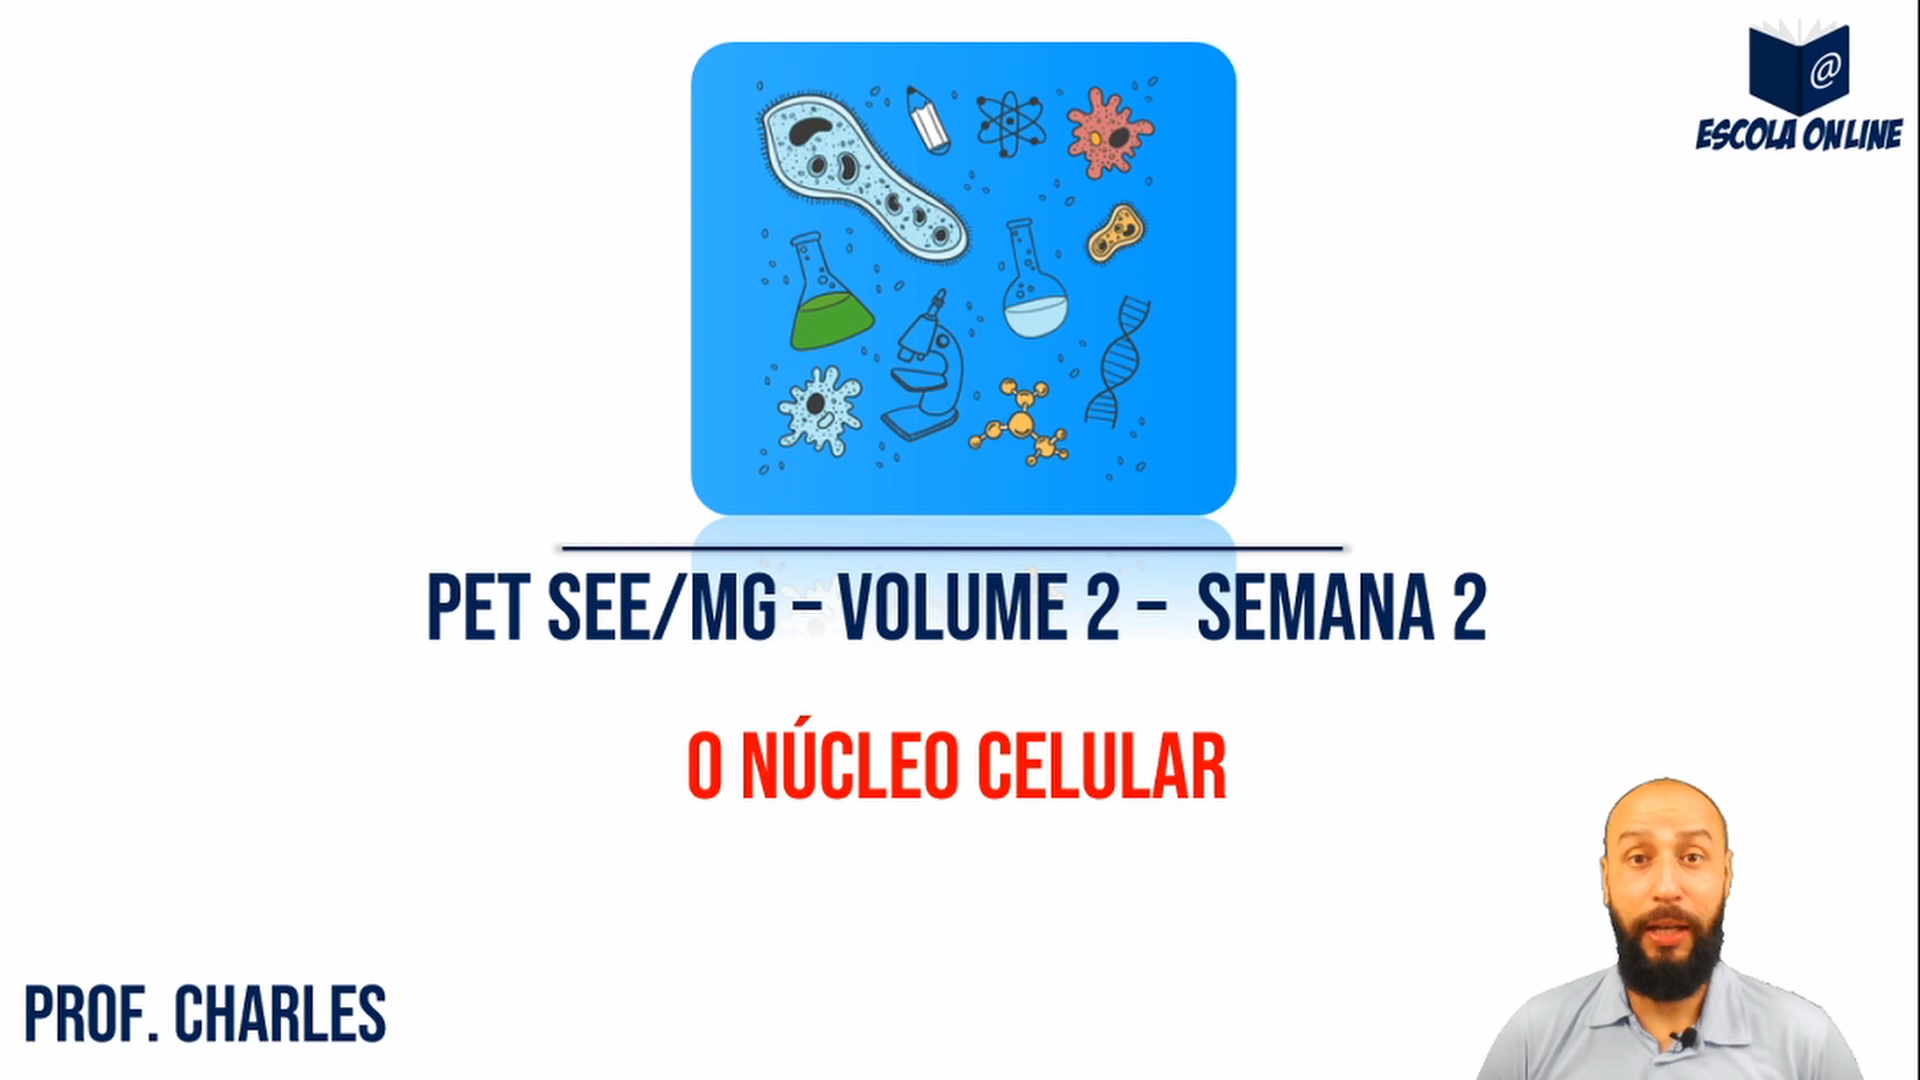 @
ESCOLA ONLINE
PET SEE/MG – VOLUME 2 – SEMANA 2
O NÚCLEO CELULAR
PROF. CHARLES